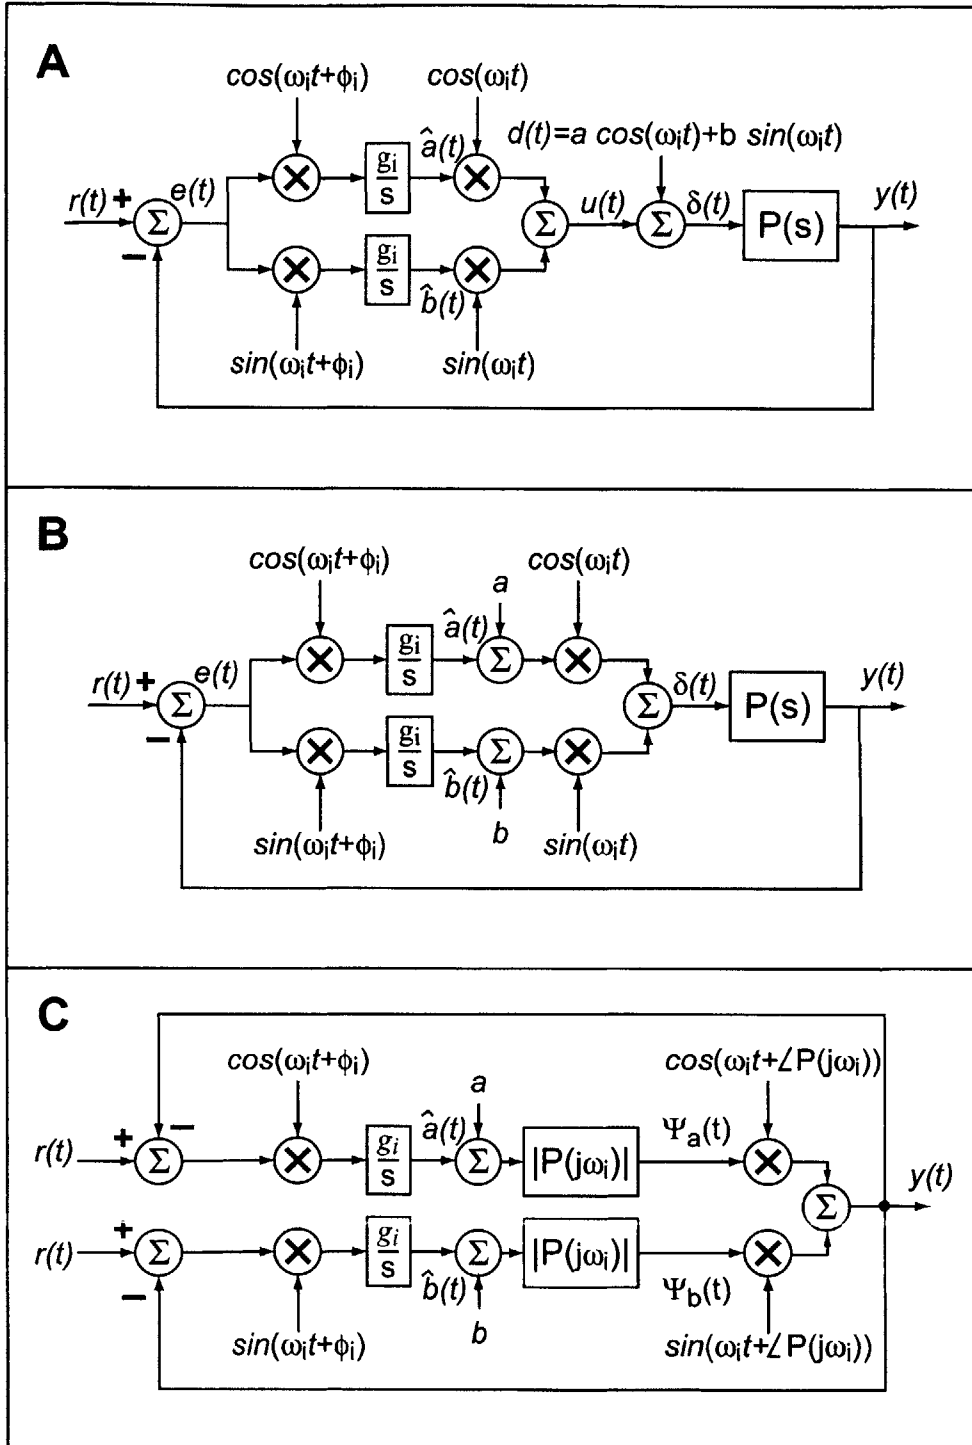 A
cos(ωᵢt+ϕᵢ) cos(ωᵢt)
d(t)=a cos(ωᵢt)+b sin(ωᵢt)
r(t) + Σ − e(t)
× gᵢ/s â(t) ×
× gᵢ/s b̂(t) ×
Σ u(t) Σ δ(t) P(s) y(t)
sin(ωᵢt+ϕᵢ) sin(ωᵢt)
B
cos(ωᵢt+ϕᵢ) a cos(ωᵢt)
r(t) + Σ − e(t)
× gᵢ/s â(t) Σ ×
× gᵢ/s b̂(t) Σ ×
Σ δ(t) P(s) y(t)
sin(ωᵢt+ϕᵢ) b sin(ωᵢt)
C
cos(ωᵢt+ϕᵢ) a cos(ωᵢt+∠P(jωᵢ))
r(t) + Σ − × gᵢ/s â(t) Σ |P(jωᵢ)| Ψₐ(t) ×
Σ y(t)
r(t) + Σ − × gᵢ/s b̂(t) Σ |P(jωᵢ)| Ψb(t) ×
sin(ωᵢt+ϕᵢ) b sin(ωᵢt+∠P(jωᵢ))